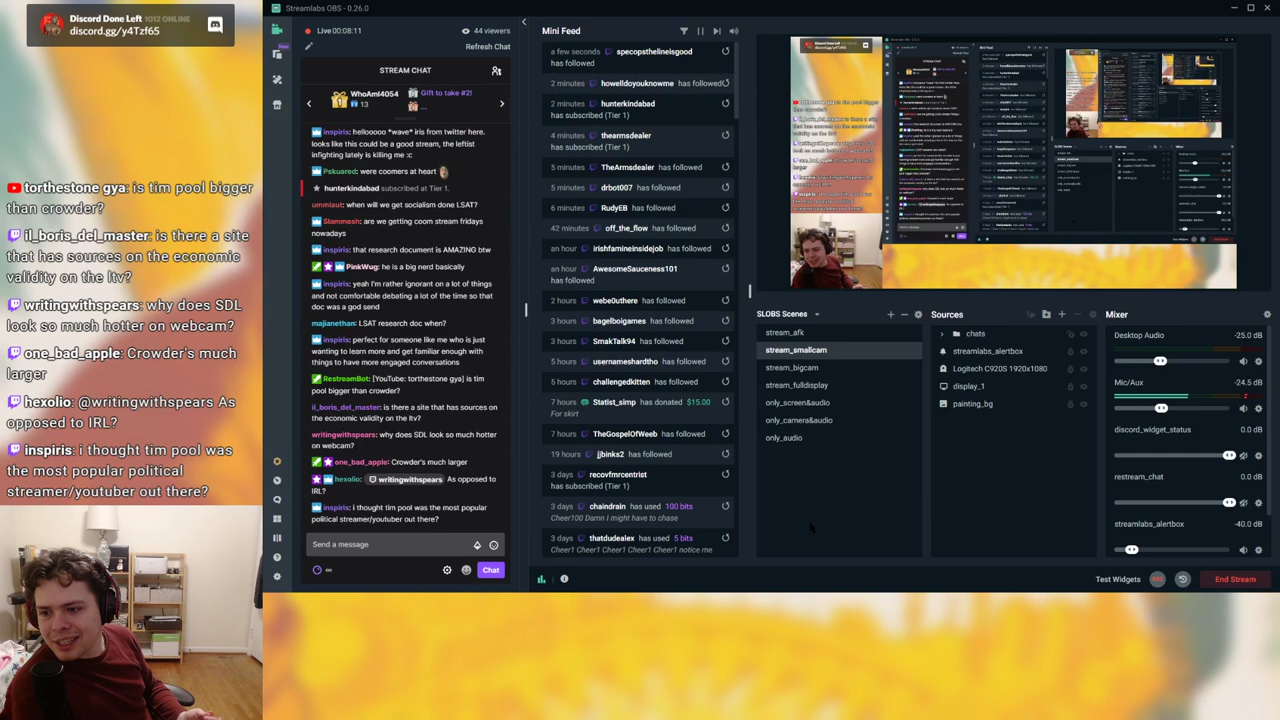 Discord Done Left 1012 ONLINE
discord.gg/y4Tzf65
torthestone gya: is tim pool bigger
than crowder?
il_boris_del_master: is there a site
that has sources on the economic
validity on the ltv?
writingwithspears: why does SDL
look so much hotter on webcam?
one_bad_apple: Crowder's much
larger
hexolio: @writingwithspears As
opposed to IRL?
inspiris: i thought tim pool was
the most popular political
streamer/youtuber out there?
Streamlabs OBS - 0.26.0
Live 00:08:11
44 viewers
Refresh Chat
STREAM CHAT
WhoAmI4054
13
Gift to take #2!
...
inspiris: hellooooo *wave* iris from twitter here.
looks like this could be a good stream, the leftist
infighting lately is killing me :c
Pskuared: were coomers at heart
hunterkindabad subscribed at Tier 1.
ummlaut: when will we get socialism done LSAT?
Slammesh: are we getting coom stream fridays
nowadays
inspiris: that research document is AMAZING btw
PinkWug: he is a big nerd basically
inspiris: yeah I'm rather ignorant on a lot of things
and not comfortable debating a lot of the time so that
doc was a god send
majianethan: LSAT research doc when?
inspiris: perfect for someone like me who is just
wanting to learn more and get familiar enough with
things to have more engaged conversations
RestreamBot: [YouTube: torthestone gya] is tim
pool bigger than crowder?
il_boris_del_master: is there a site that has sources on
the economic validity on the ltv?
writingwithspears: why does SDL look so much hotter
on webcam?
one_bad_apple: Crowder's much larger
hexolio: writingwithspears As opposed to
IRL?
inspiris: i thought tim pool was the most popular
political streamer/youtuber out there?
Send a message
Chat
New
Mini Feed
a few seconds specopsthelineisgood
has followed
2 minutes howelldoyouknowme has followed
3 minutes hunterkindabad
has subscribed (Tier 1)
4 minutes thearmsdealer
has subscribed (Tier 1)
TheArmsdealer has followed
drbot007 has followed
RudyEB has followed
42 minutes off_the_flow has followed
an hour irishfameinesidejob has followed
an hour AwesomeSauceness101
has followed
2 hours webe0uthere has followed
3 hours bagelboigames has followed
3 hours SmakTalk94 has followed
5 hours usernameshardtho has followed
5 hours challengedkitten has followed
7 hours Statist_simp has donated $15.00
For skirt
7 hours TheGospelOfWeeb has followed
19 hours jjbinks2 has followed
3 days recovfmrcentrist
has subscribed (Tier 1)
3 days chaindrain has used 100 bits
Cheer100 Damn I might have to chase
3 days thatdudealex has used 5 bits
Cheer1 Cheer1 Cheer1 Cheer1 Cheer1 notice me
SLOBS Scenes
stream_afk
stream_smallcam
stream_bigcam
stream_fulldisplay
only_screen&audio
only_camera&audio
only_audio
Sources
chats
streamlabs_alertbox
Logitech C920S 1920x1080
display_1
painting_bg
Mixer
Desktop Audio -25.0 dB
Mic/Aux -24.5 dB
discord_widget_status 0.0 dB
restream_chat 0.0 dB
streamlabs_alertbox -40.0 dB
Test Widgets
REC
End Stream